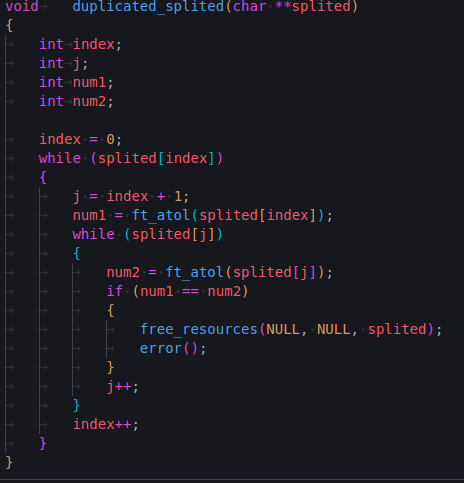 void	duplicated_splited(char **splited)
{
	int	index;
	int	j;
	int	num1;
	int	num2;

	index = 0;
	while (splited[index])
	{
		j = index + 1;
		num1 = ft_atol(splited[index]);
		while (splited[j])
		{
			num2 = ft_atol(splited[j]);
			if (num1 == num2)
			{
				free_resources(NULL, NULL, splited);
				error();
			}
			j++;
		}
		index++;
	}
}